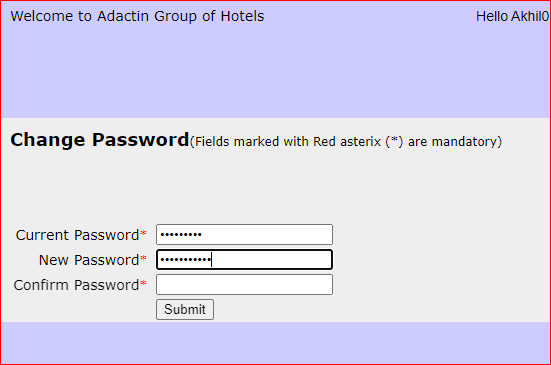 Welcome to Adactin Group of Hotels Hello Akhil0
Change Password(Fields marked with Red asterix (*) are mandatory)
Current Password* •••••••••
New Password* •••••••••••
Confirm Password*
Submit